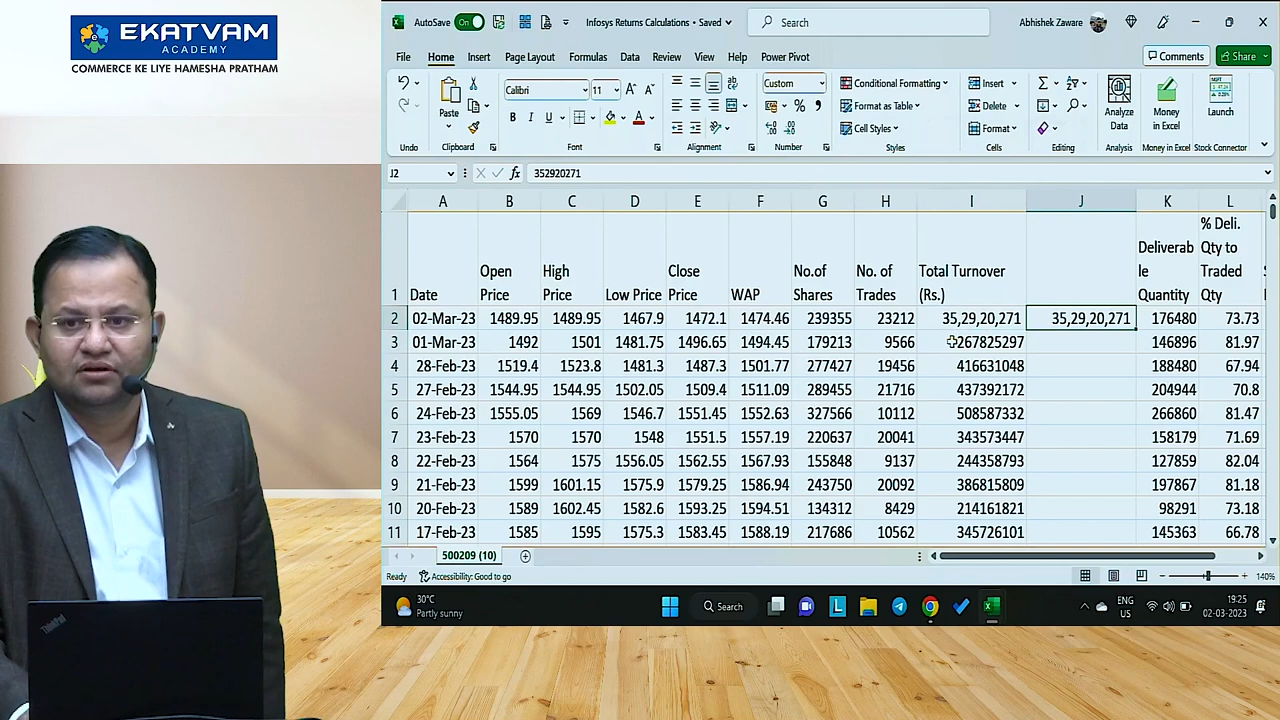 EKATVAM
ACADEMY
COMMERCE KE LIYE HAMESHA PRATHAM
AutoSave On Infosys Returns Calculations • Saved Search Abhishek Zaware
File Home Insert Page Layout Formulas Data Review View Help Power Pivot Comments Share
Paste Calibri 11 Custom Conditional Formatting Insert Analyze Data Money in Excel Launch
B I U Format as Table Delete
Cell Styles Format
Undo Clipboard Font Alignment Number Styles Cells Editing Analysis Money in Excel Stock Connector
J2 fx 352920271
A B C D E F G H I J K L
1 Date Open Price High Price Low Price Close Price WAP No.of Shares No. of Trades Total Turnover (Rs.) Deliverab le Quantity % Deli. Qty to Traded Qty
2 02-Mar-23 1489.95 1489.95 1467.9 1472.1 1474.46 239355 23212 35,29,20,271 35,29,20,271 176480 73.73
3 01-Mar-23 1492 1501 1481.75 1496.65 1494.45 179213 9566 267825297 146896 81.97
4 28-Feb-23 1519.4 1523.8 1481.3 1487.3 1501.77 277427 19456 416631048 188480 67.94
5 27-Feb-23 1544.95 1544.95 1502.05 1509.4 1511.09 289455 21716 437392172 204944 70.8
6 24-Feb-23 1555.05 1569 1546.7 1551.45 1552.63 327566 10112 508587332 266860 81.47
7 23-Feb-23 1570 1570 1548 1551.5 1557.19 220637 20041 343573447 158179 71.69
8 22-Feb-23 1564 1575 1556.05 1562.55 1567.93 155848 9137 244358793 127859 82.04
9 21-Feb-23 1599 1601.15 1575.9 1579.25 1586.94 243750 20092 386815809 197867 81.18
10 20-Feb-23 1589 1602.45 1582.6 1593.25 1594.51 134312 8429 214161821 98291 73.18
11 17-Feb-23 1585 1595 1575.3 1583.45 1588.19 217686 10562 345726101 145363 66.78
500209 (10)
Ready Accessibility: Good to go 140%
30°C Search ENG 19:25
Partly sunny US 02-03-2023
ThinkPad